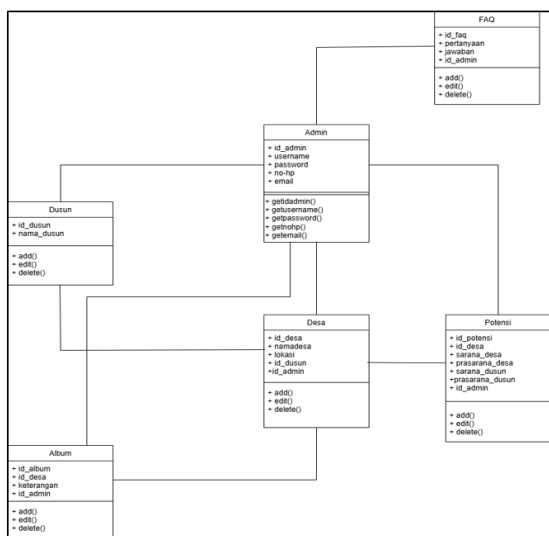 FAQ
+ id_faq
+ pertanyaan
+ jawaban
+ id_admin
+ add()
+ edit()
+ delete()
Admin
+ id_admin
+ username
+ password
+ no-hp
+ email
+ getidadmin()
+ getusername()
+ getpassword()
+ getnohp()
+ getemail()
Dusun
+ id_dusun
+ nama_dusun
+ add()
+ edit()
+ delete()
Desa
+ id_desa
+ namadesa
+ lokasi
+ id_dusun
+id_admin
+ add()
+ edit()
+ delete()
Potensi
+ id_potensi
+ id_desa
+ sarana_desa
+ prasarana_desa
+ sarana_dusun
+prasarana_dusun
+ id_admin
+ add()
+ edit()
+ delete()
Album
+ id_album
+ id_desa
+ keterangan
+ id_admin
+ add()
+ edit()
+ delete()